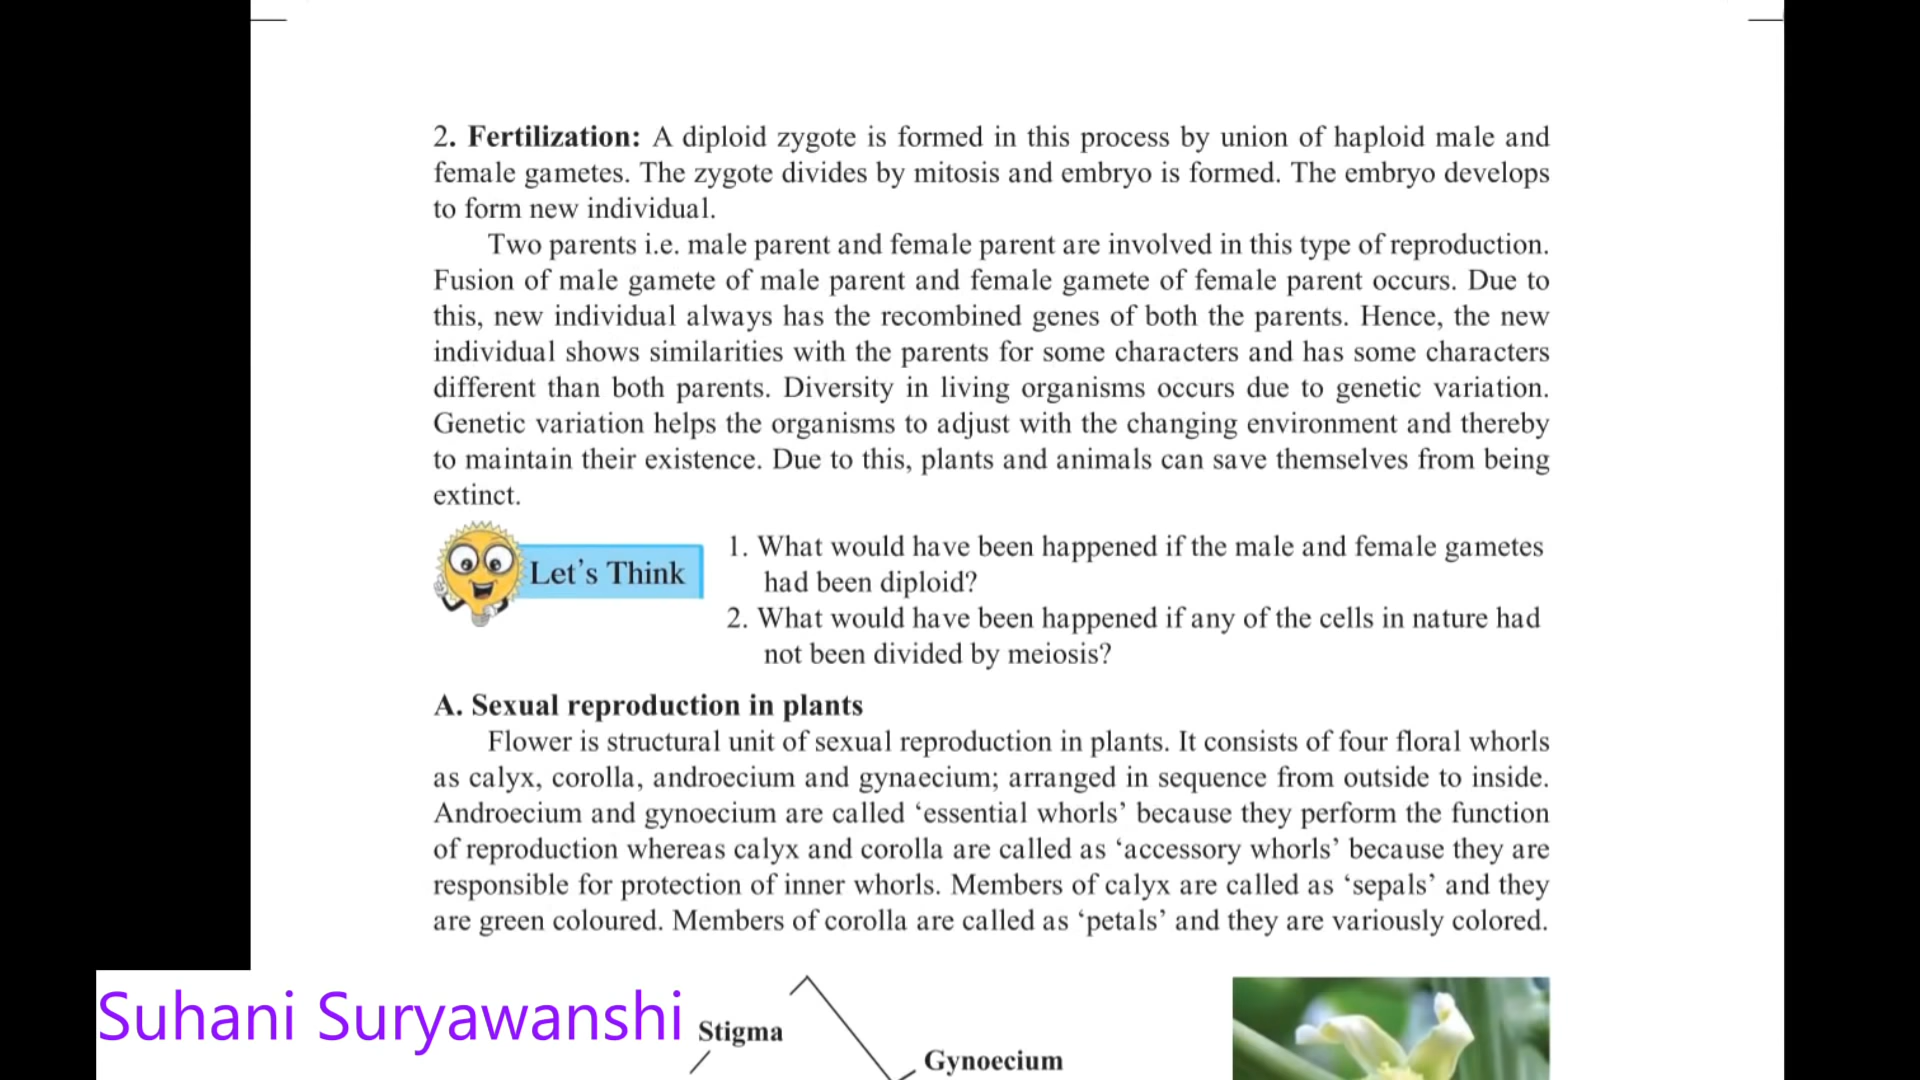 2. Fertilization: A diploid zygote is formed in this process by union of haploid male and
female gametes. The zygote divides by mitosis and embryo is formed. The embryo develops
to form new individual.
Two parents i.e. male parent and female parent are involved in this type of reproduction.
Fusion of male gamete of male parent and female gamete of female parent occurs. Due to
this, new individual always has the recombined genes of both the parents. Hence, the new
individual shows similarities with the parents for some characters and has some characters
different than both parents. Diversity in living organisms occurs due to genetic variation.
Genetic variation helps the organisms to adjust with the changing environment and thereby
to maintain their existence. Due to this, plants and animals can save themselves from being
extinct.
Let's Think
1. What would have been happened if the male and female gametes
had been diploid?
2. What would have been happened if any of the cells in nature had
not been divided by meiosis?
A. Sexual reproduction in plants
Flower is structural unit of sexual reproduction in plants. It consists of four floral whorls
as calyx, corolla, androecium and gynaecium; arranged in sequence from outside to inside.
Androecium and gynoecium are called ‘essential whorls’ because they perform the function
of reproduction whereas calyx and corolla are called as ‘accessory whorls’ because they are
responsible for protection of inner whorls. Members of calyx are called as ‘sepals’ and they
are green coloured. Members of corolla are called as ‘petals’ and they are variously colored.
Suhani Suryawanshi
Stigma
Gynoecium